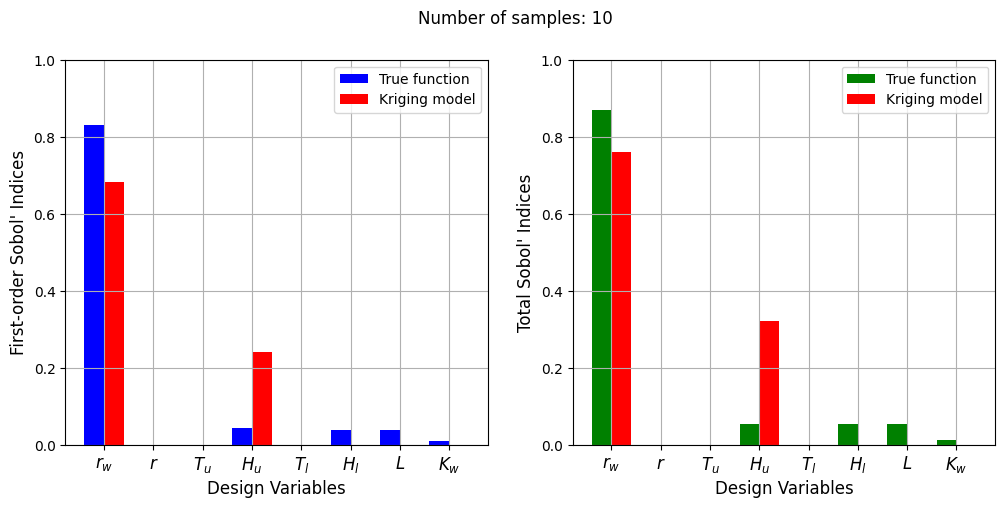 Number of samples: 10
1.0
0.8
0.6
0.4
0.2
0.0
First-order Sobol' Indices
True function
Kriging model
r_w r T_u H_u T_l H_l L K_w
Design Variables
1.0
0.8
0.6
0.4
0.2
0.0
Total Sobol' Indices
True function
Kriging model
r_w r T_u H_u T_l H_l L K_w
Design Variables